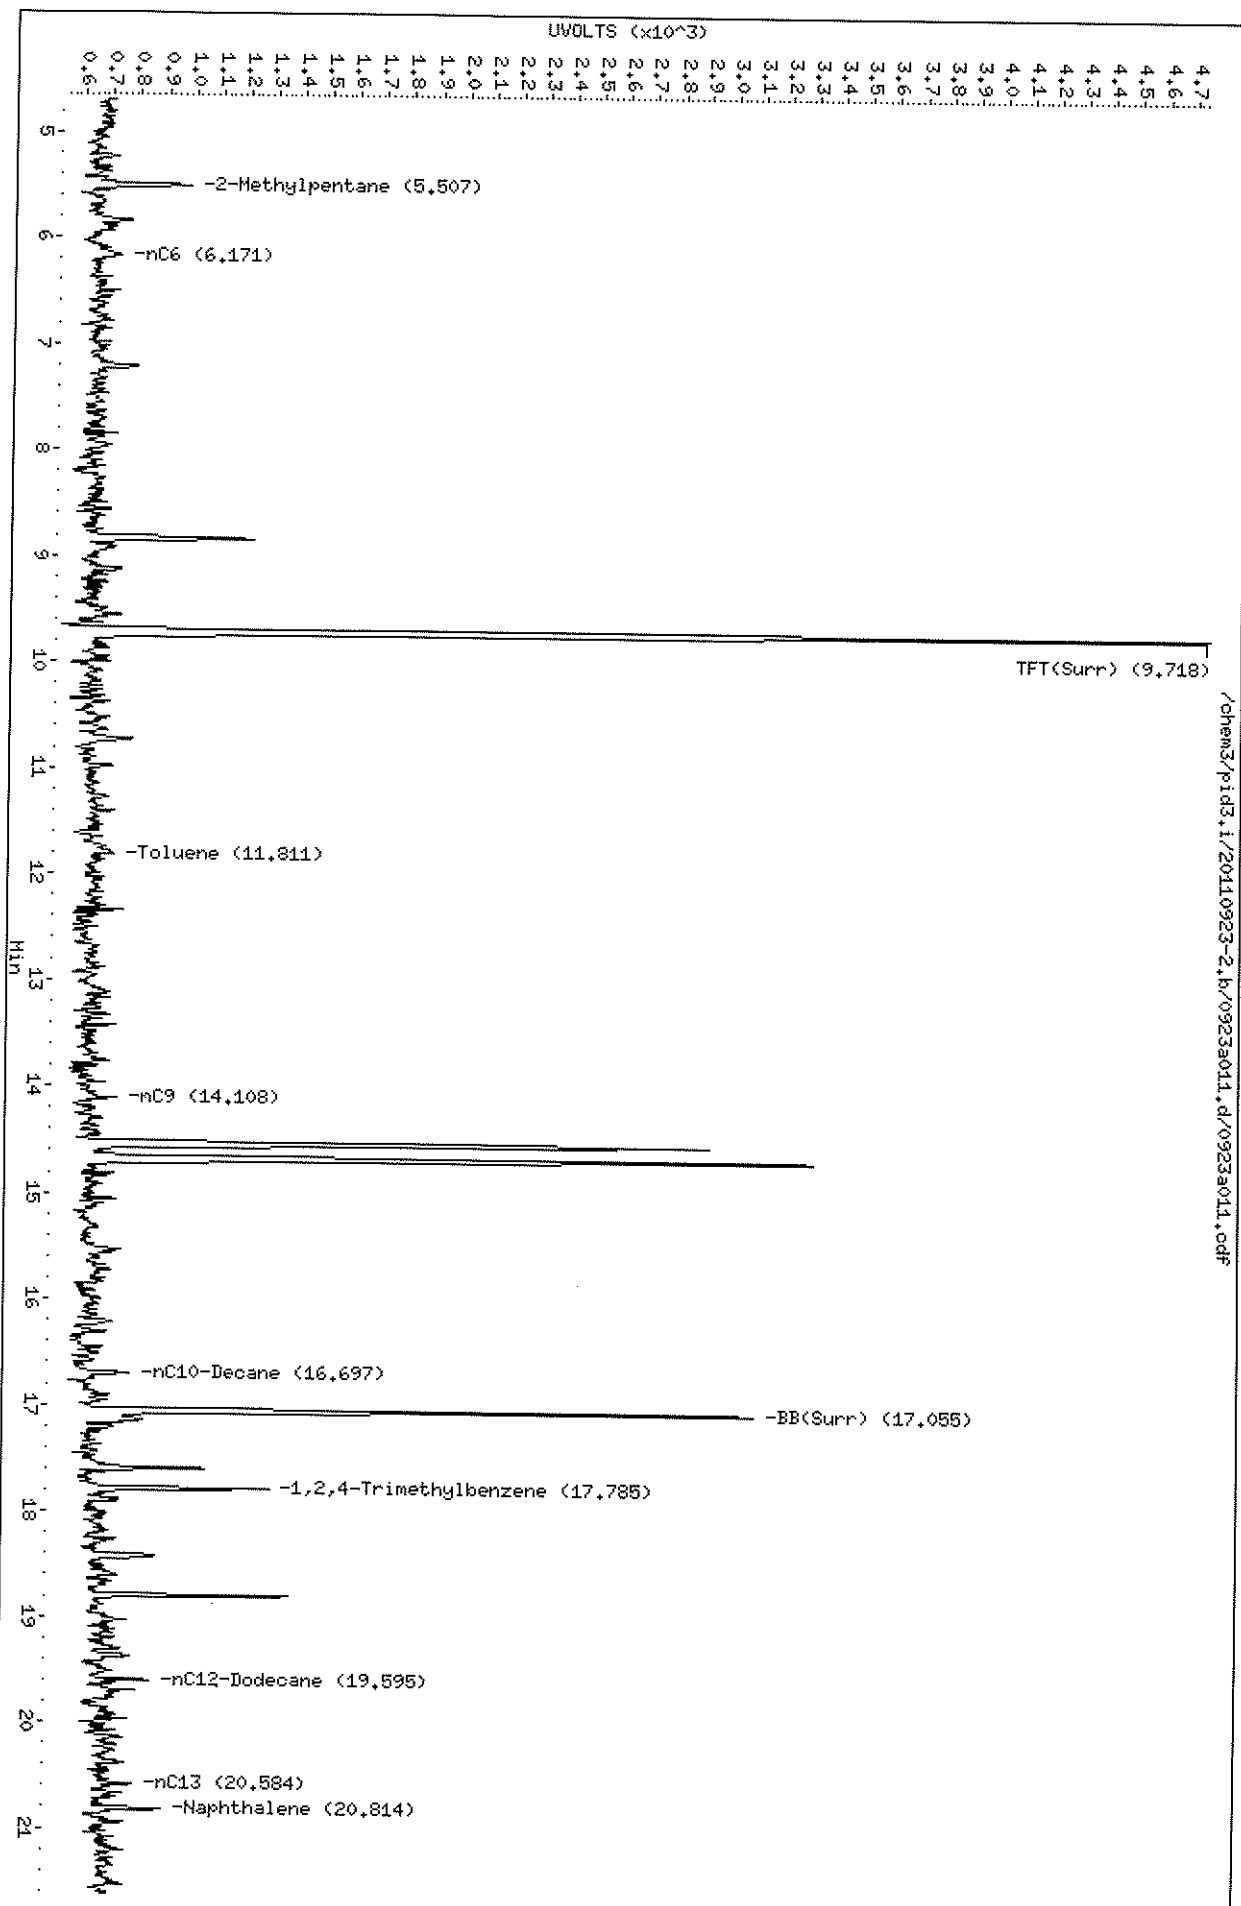 /chem3/pid3.i/20110923-2.b/0923a011.d/0923a011.cdf
UVOLTS (x10^3)
4.7
4.6
4.5
4.4
4.3
4.2
4.1
4.0
3.9
3.8
3.7
3.6
3.5
3.4
3.3
3.2
3.1
3.0
2.9
2.8
2.7
2.6
2.5
2.4
2.3
2.2
2.1
2.0
1.9
1.8
1.7
1.6
1.5
1.4
1.3
1.2
1.1
1.0
0.9
0.8
0.7
0.6
-2-Methylpentane (5.507)
-nC6 (6.171)
TFT(Surr) (9.718)
-Toluene (11.811)
-nC9 (14.108)
-nC10-Decane (16.697)
-BB(Surr) (17.055)
-1,2,4-Trimethylbenzene (17.785)
-nC12-Dodecane (19.595)
-nC13 (20.584)
-Naphthalene (20.814)
5 6 7 8 9 10 11 12 13 14 15 16 17 18 19 20 21
Min